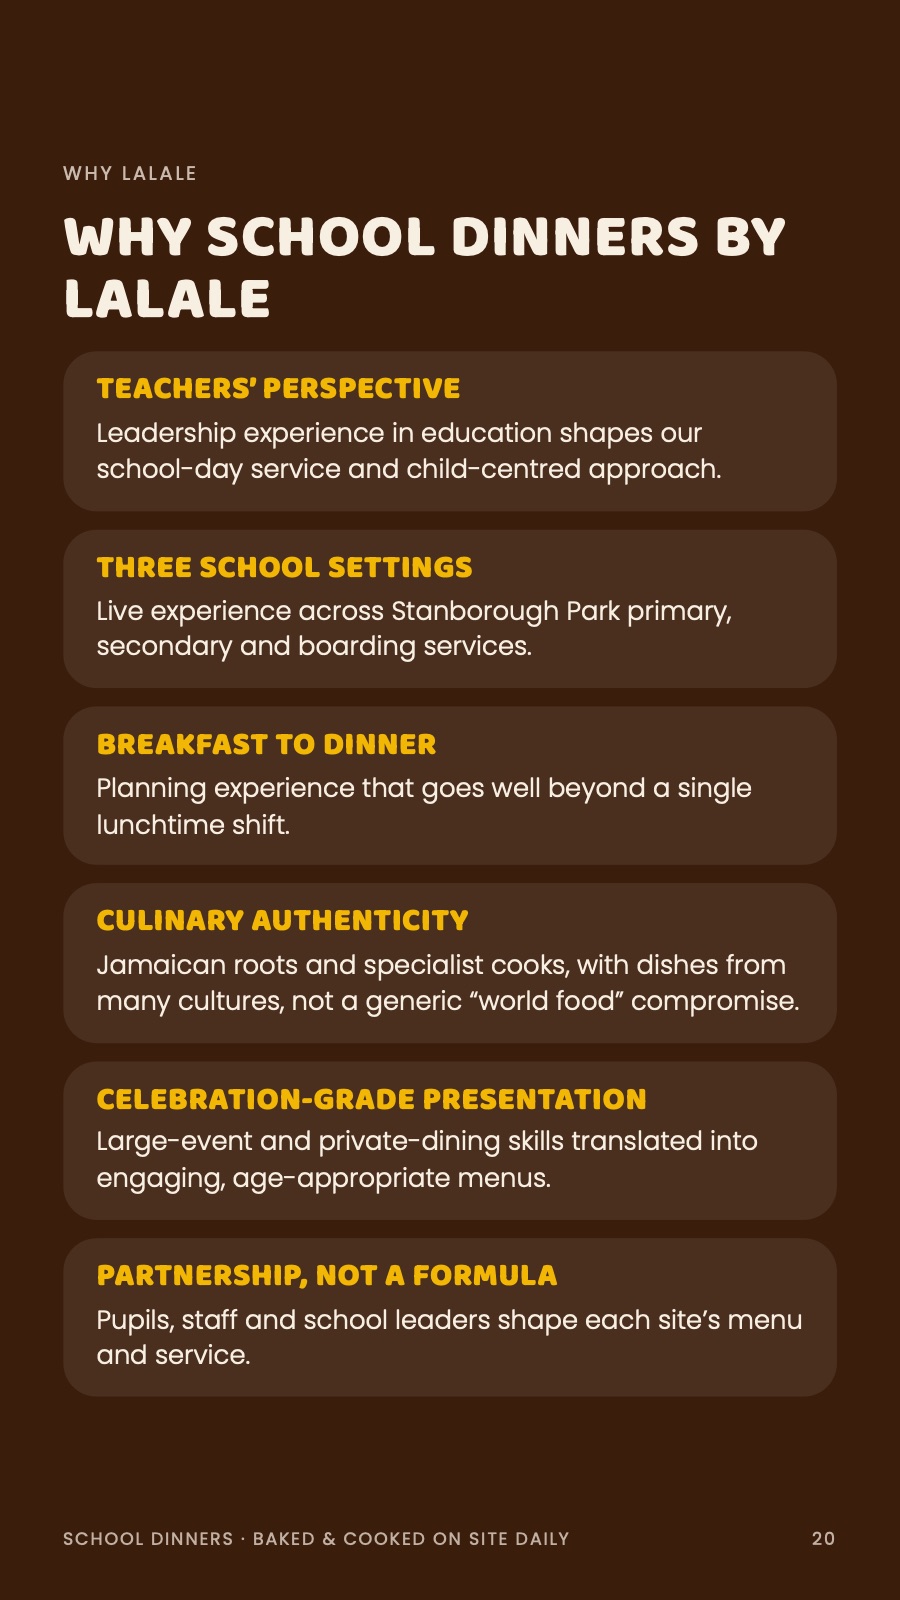 WHY LALALE
WHY SCHOOL DINNERS BY
LALALE
TEACHERS’ PERSPECTIVE
Leadership experience in education shapes our
school-day service and child-centred approach.
THREE SCHOOL SETTINGS
Live experience across Stanborough Park primary,
secondary and boarding services.
BREAKFAST TO DINNER
Planning experience that goes well beyond a single
lunchtime shift.
CULINARY AUTHENTICITY
Jamaican roots and specialist cooks, with dishes from
many cultures, not a generic “world food” compromise.
CELEBRATION-GRADE PRESENTATION
Large-event and private-dining skills translated into
engaging, age-appropriate menus.
PARTNERSHIP, NOT A FORMULA
Pupils, staff and school leaders shape each site’s menu
and service.
SCHOOL DINNERS · BAKED & COOKED ON SITE DAILY 20